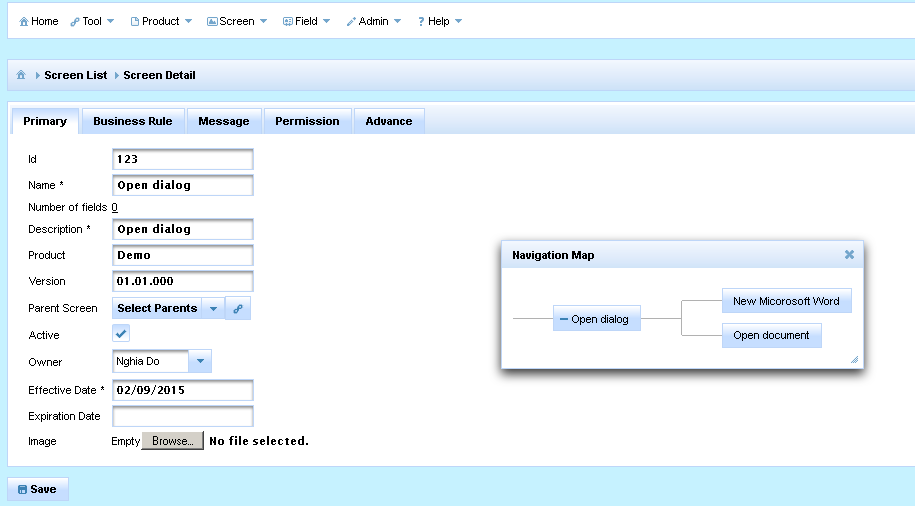 Home Tool Product Screen Field Admin ? Help
Screen List Screen Detail
Primary Business Rule Message Permission Advance
Id 123
Name * Open dialog
Number of fields 0
Description * Open dialog
Product Demo
Version 01.01.000
Parent Screen Select Parents
Active
Owner Nghia Do
Effective Date * 02/09/2015
Expiration Date
Image Empty Browse... No file selected.
Navigation Map
Open dialog
New Micorosoft Word
Open document
Save